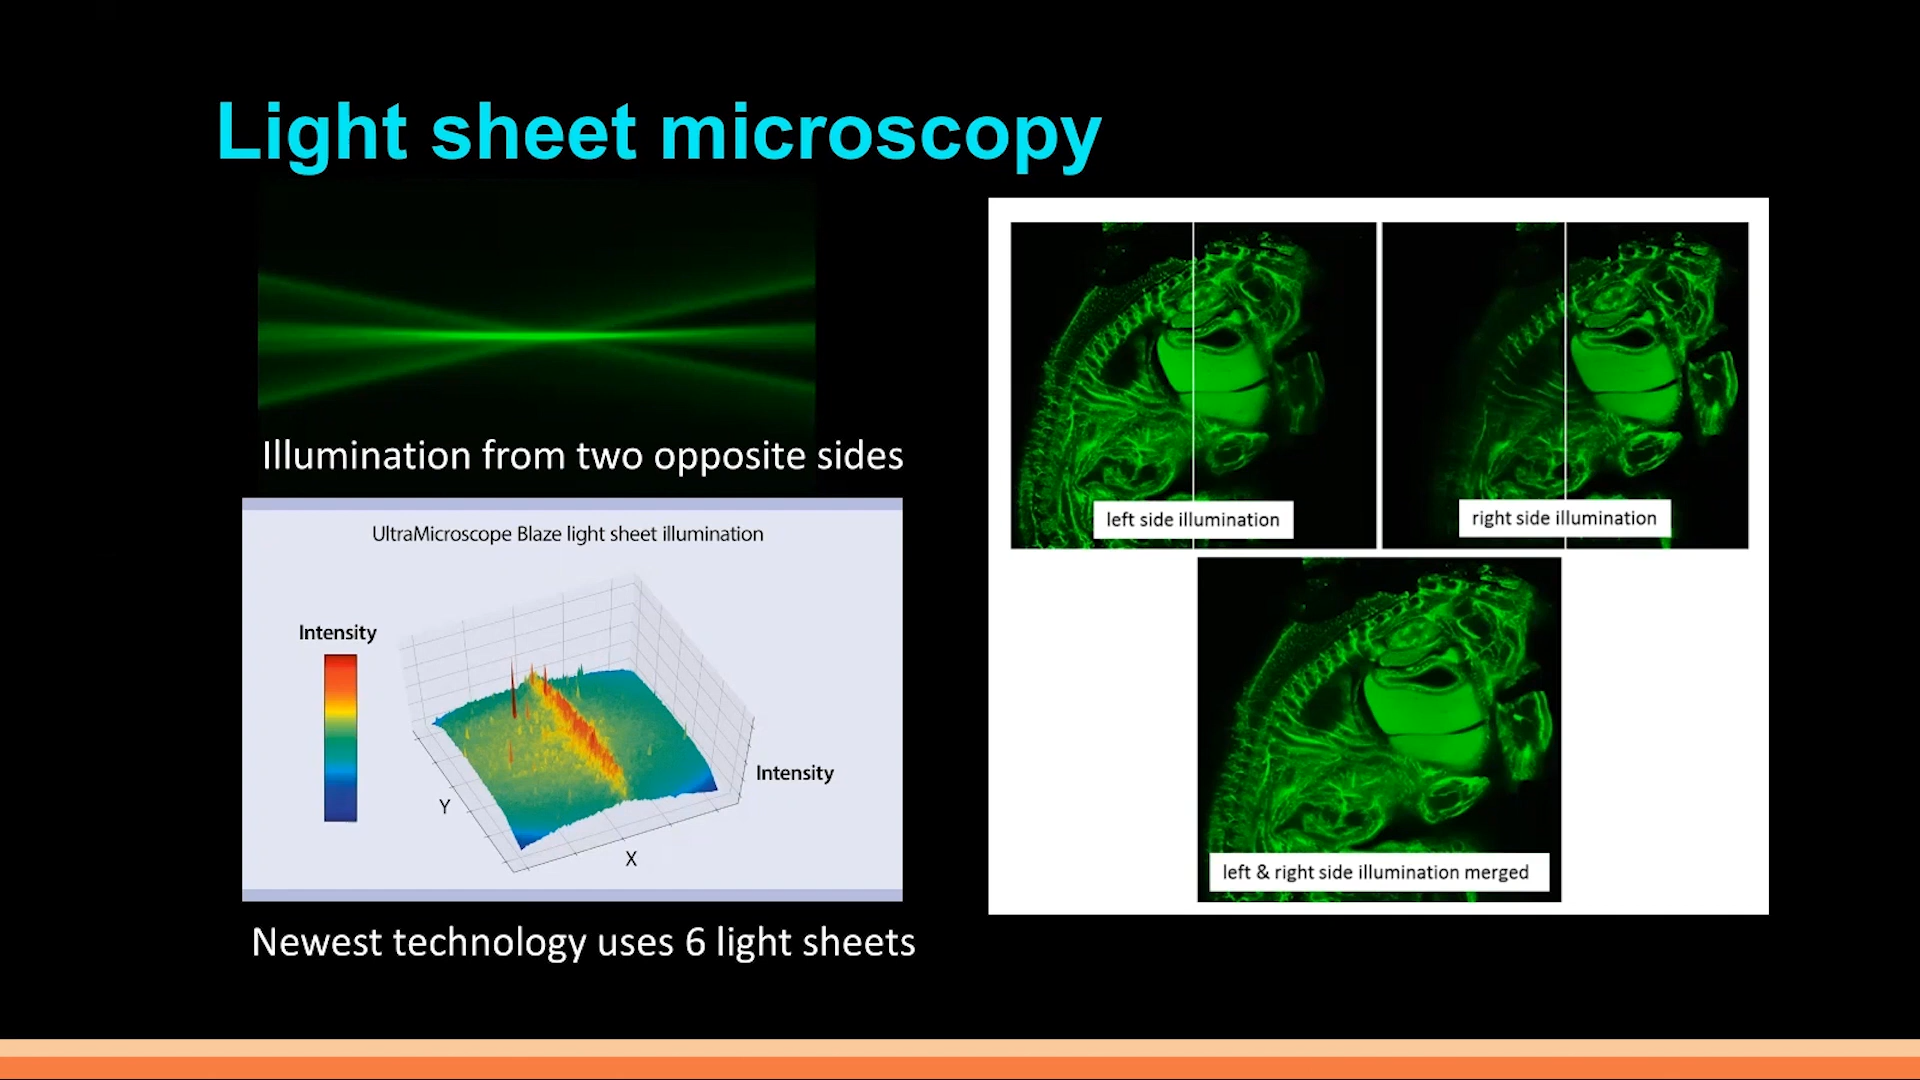 Light sheet microscopy
Illumination from two opposite sides
UltraMicroscope Blaze light sheet illumination
Intensity
Intensity
Y
X
Newest technology uses 6 light sheets
left side illumination
right side illumination
left & right side illumination merged